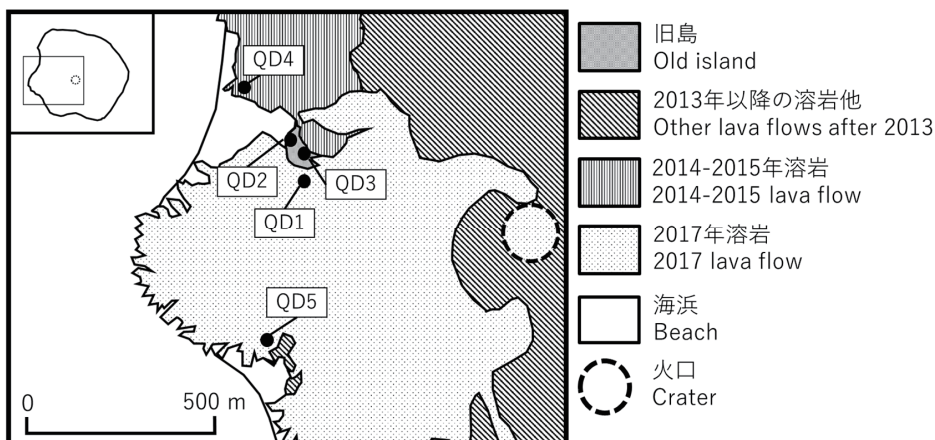 QD4
QD2
QD3
QD1
QD5
0
500 m
旧島
Old island
2013年以降の溶岩他
Other lava flows after 2013
2014-2015年溶岩
2014-2015 lava flow
2017年溶岩
2017 lava flow
海浜
Beach
火口
Crater